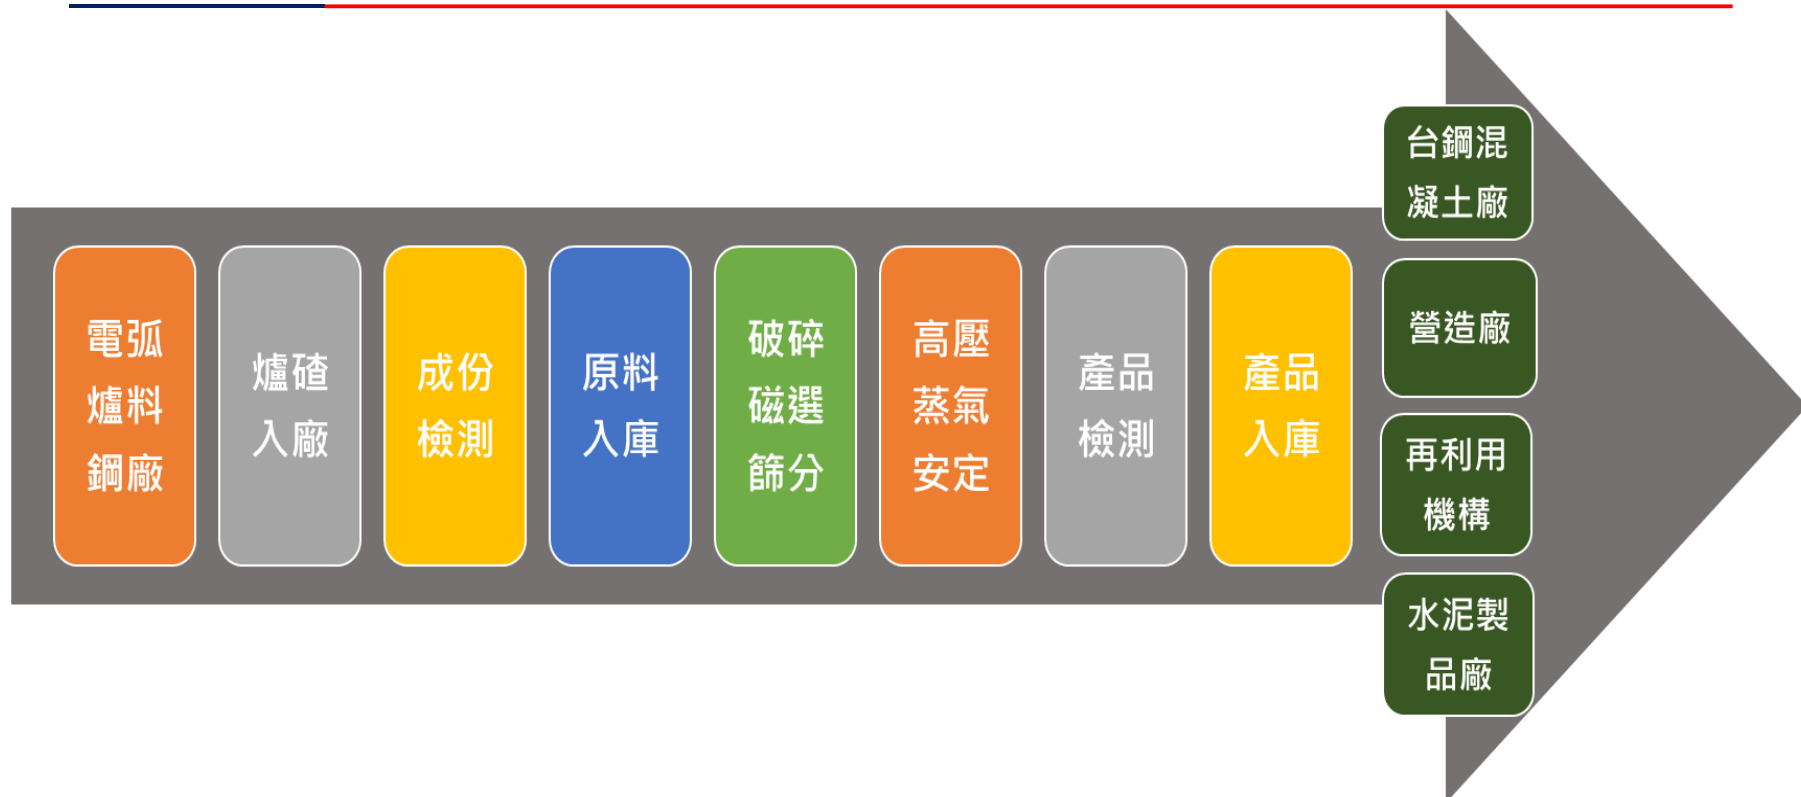 電弧
爐料
鋼廠
爐碴
入廠
成份
檢測
原料
入庫
破碎
磁選
篩分
高壓
蒸氣
安定
產品
檢測
產品
入庫
台鋼混
凝土廠
營造廠
再利用
機構
水泥製
品廠